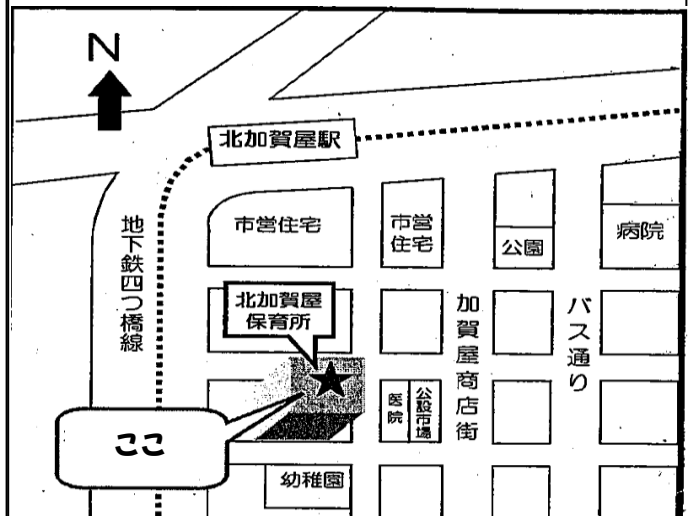 N
北加賀屋駅
地下鉄四つ橋線
市営住宅
市営
住宅
公園
病院
北加賀屋
保育所
加賀屋商店街
バス通り
医院
公設市場
ここ
幼稚園